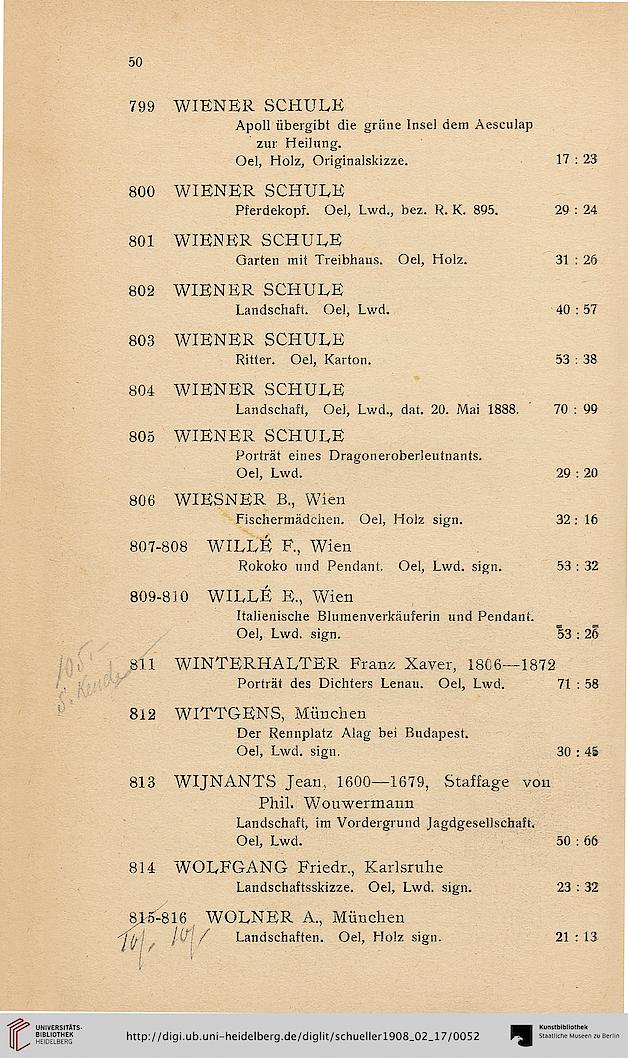 50
799 WIENER SCHULE
Apoll übergibt die grüne Insel dem Aesculap
zur Heilung.
Oel, Holz, Originalskizze. 17 : 23
800 WIENER SCHULE
Pferdekopf. Oel, Lwd., bez. R. K. 895. 29 : 24
801 WIENER SCHULE
Garten mit Treibhaus. Oel, Holz. 31 : 26
802 WIENER SCHULE
Landschaft. Oel, Lwd. 40 : 57
803 WIENER SCHULE
Ritter. Oel, Karton. 53 : 38
804 WIENER SCHULE
Landschaft, Oel, Lwd., dat. 20. Mai 1888. 70 : 99
805 WIENER SCHULE
Porträt eines Dragoneroberleutnants.
Oel, Lwd. 29 : 20
806 WIESNER B., Wien
Fischermädchen. Oel, Holz sign. 32 : 16
807-808 WILLÉ F., Wien
Rokoko und Pendant. Oel, Lwd. sign. 53 : 32
809-810 WILLÉ E., Wien
Italienische Blumenverkäuferin und Pendant.
Oel, Lwd. sign. 53 : 26
105.-
811 WINTERHALTER Franz Xaver, 1806—1872
Porträt des Dichters Lenau. Oel, Lwd. 71 : 58
812 WITTGENS, München
Der Rennplatz Alag bei Budapest.
Oel, Lwd. sign. 30 : 45
813 WIJNANTS Jean, 1600—1679, Staffage von
Phil. Wouwermann
Landschaft, im Vordergrund Jagdgesellschaft.
Oel, Lwd. 50 : 66
814 WOLFGANG Friedr., Karlsruhe
Landschaftsskizze. Oel, Lwd. sign. 23 : 32
815-816 WOLNER A., München
Landschaften. Oel, Holz sign. 21 : 13
UNIVERSITÄTS-
BIBLIOTHEK
HEIDELBERG
http://digi.ub.uni-heidelberg.de/diglit/schueller1908_02_17/0052
Kunstbibliothek
Staatliche Museen zu Berlin